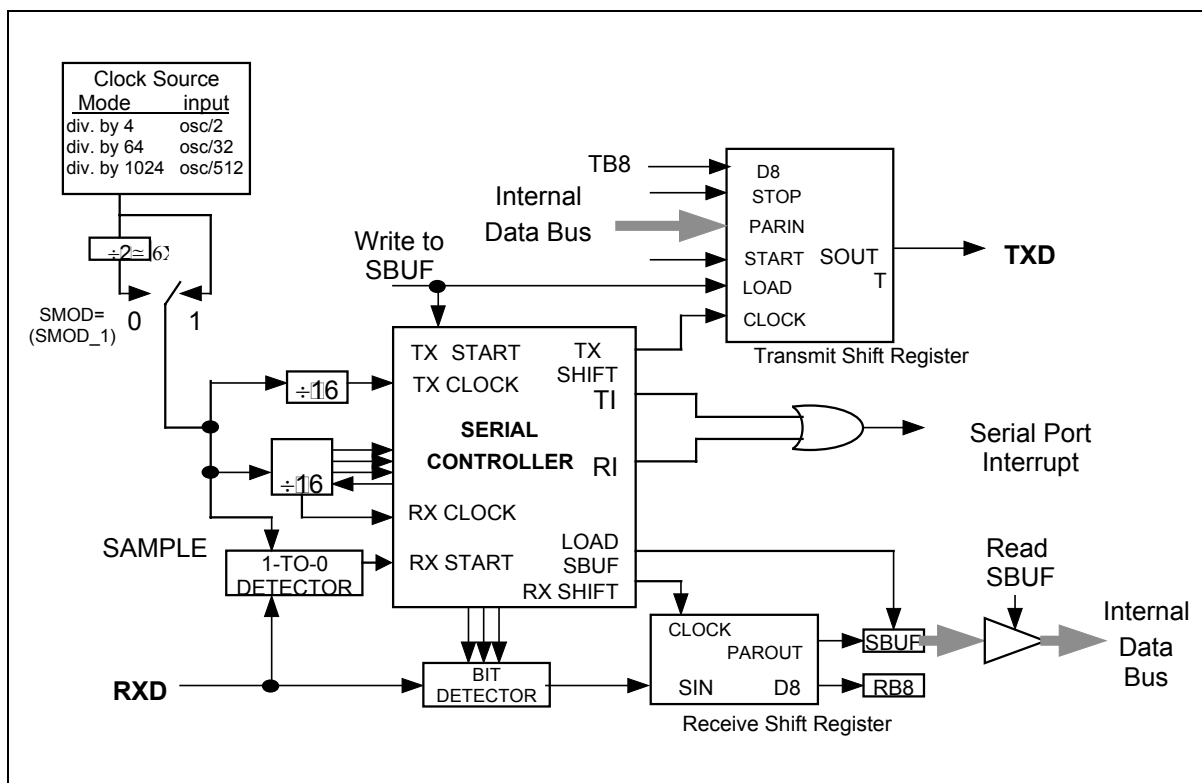 Clock Source
Mode input
div. by 4 osc/2
div. by 64 osc/32
div. by 1024 osc/512
÷2
SMOD=
(SMOD_1)
0 1
Write to
SBUF
TB8
Internal
Data Bus
D8
STOP
PARIN
START
LOAD
CLOCK
SOUT
T
TXD
Transmit Shift Register
TX START
TX CLOCK
TX
SHIFT
TI
SERIAL
CONTROLLER
RI
RX CLOCK
RX START
LOAD
SBUF
RX SHIFT
÷16
÷16
SAMPLE
1-TO-0
DETECTOR
Serial Port
Interrupt
RXD
BIT
DETECTOR
CLOCK
PAROUT
SIN D8
Receive Shift Register
SBUF
RB8
Read
SBUF
Internal
Data
Bus